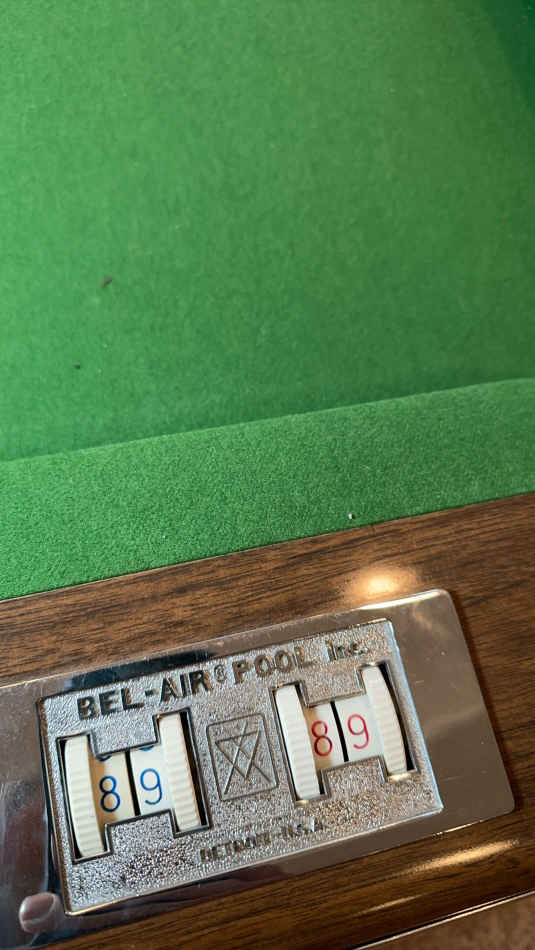 BEL-AIR® POOL Inc.
89 89
DETROIT U.S.A.